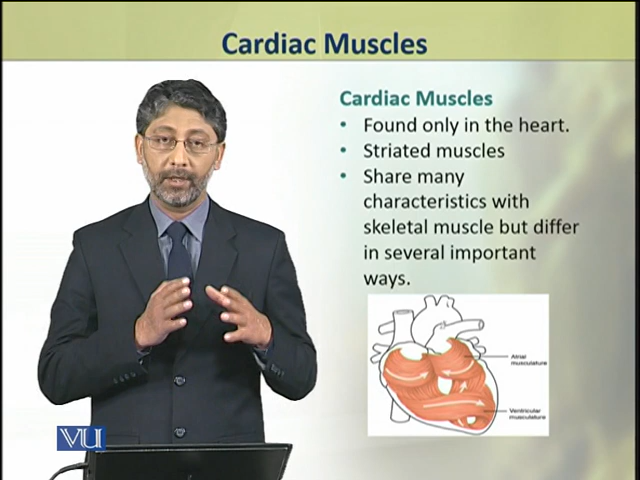 Cardiac Muscles
Cardiac Muscles
• Found only in the heart.
• Striated muscles
• Share many
characteristics with
skeletal muscle but differ
in several important
ways.
Atrial
musculature
Ventricular
musculature
VU